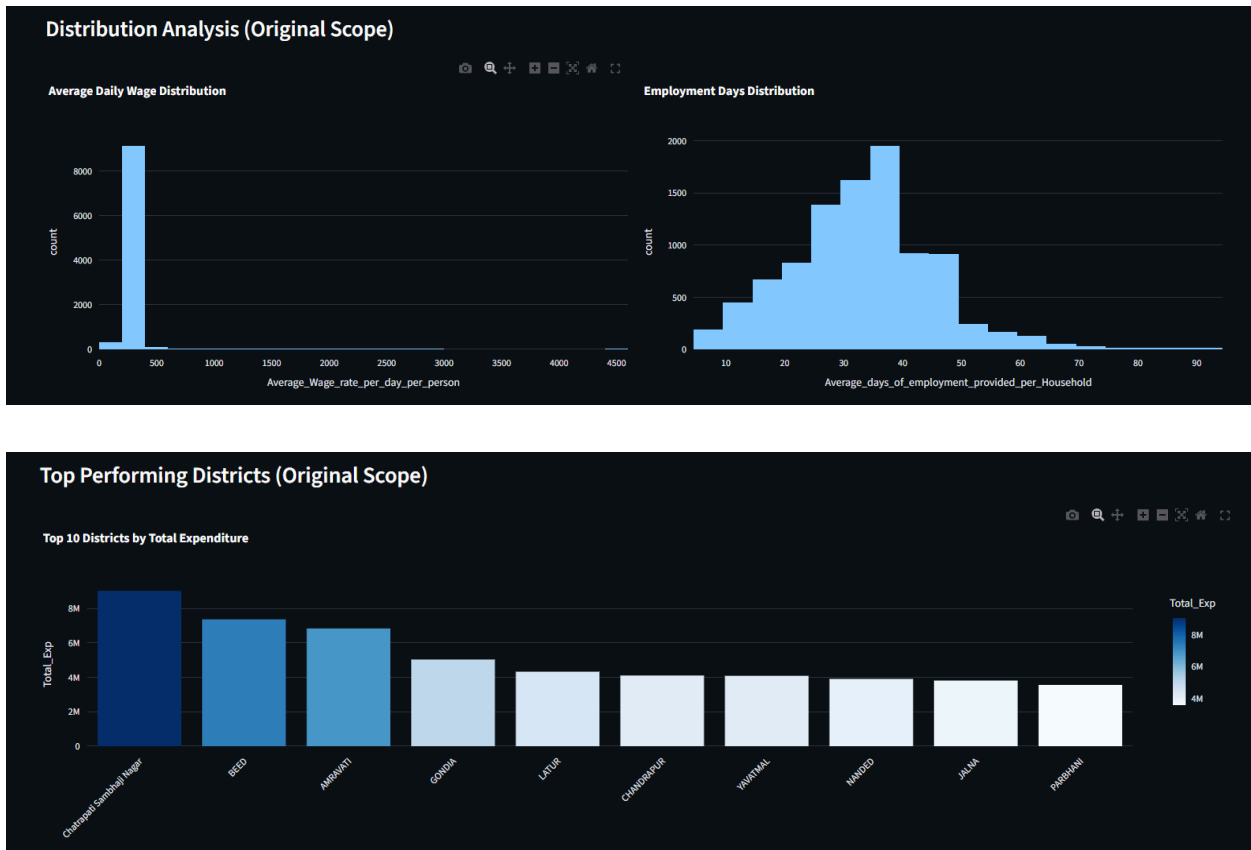 Distribution Analysis (Original Scope)
Average Daily Wage Distribution
8000
6000
4000
2000
0
count
0 500 1000 1500 2000 2500 3000 3500 4000 4500
Average_Wage_rate_per_day_per_person
Employment Days Distribution
2000
1500
1000
500
0
count
10 20 30 40 50 60 70 80 90
Average_days_of_employment_provided_per_Household
Top Performing Districts (Original Scope)
Top 10 Districts by Total Expenditure
8M
6M
4M
2M
0
Total_Exp
Chatrapati Sambhaji Nagar
BEED
AMRAVATI
GONDIA
LATUR
CHANDRAPUR
YAVATMAL
NANDED
JALNA
PARBHANI
Total_Exp
8M
6M
4M